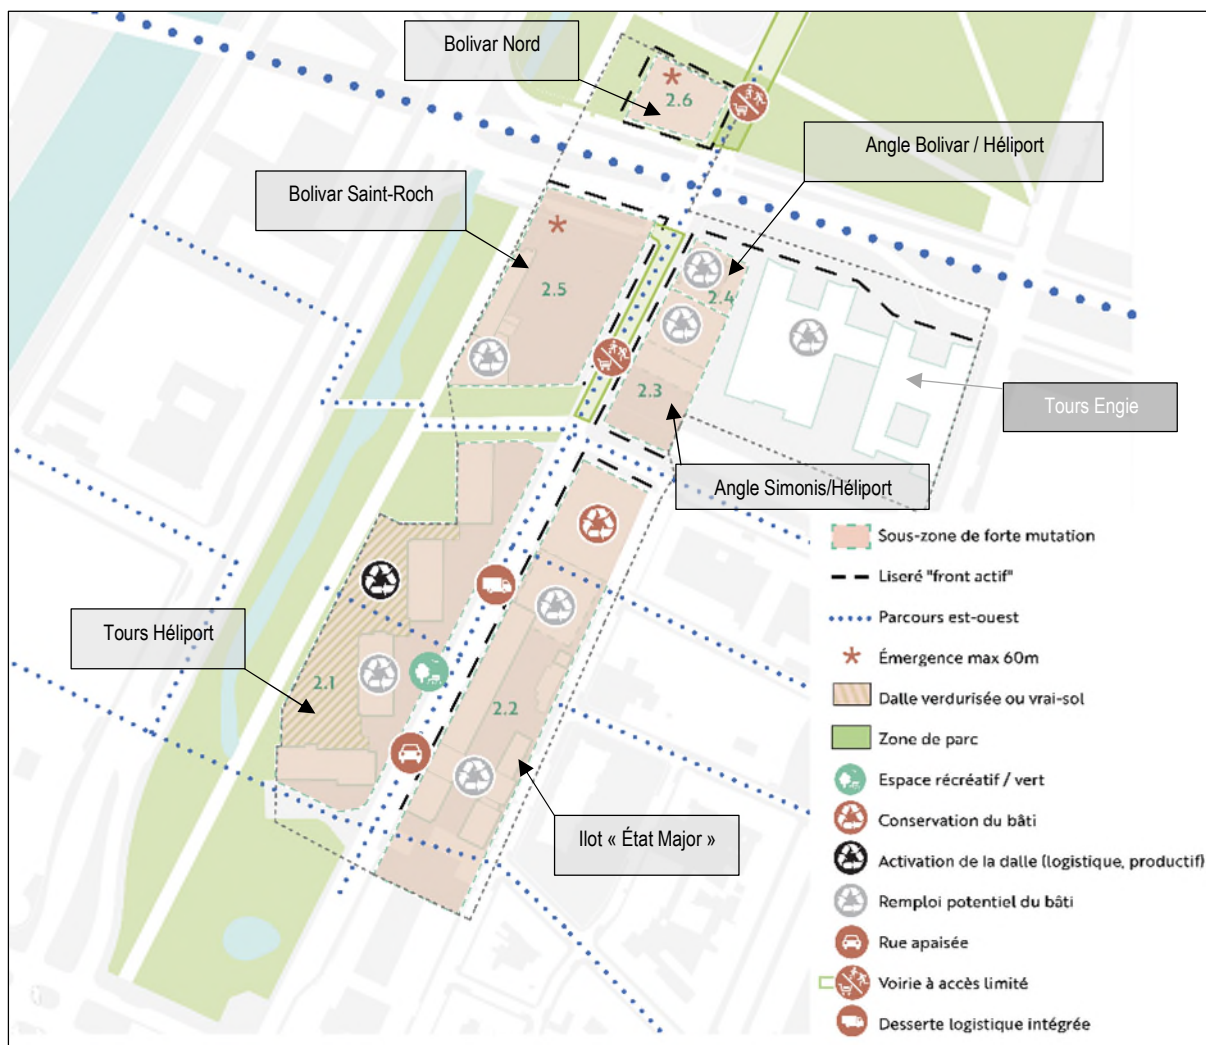 Bolivar Nord
2.6
Angle Bolivar / Héliport
Bolivar Saint-Roch
2.5
2.4
2.3
Tours Engie
Angle Simonis/Héliport
Tours Héliport
2.1
2.2
Ilot « État Major »
Sous-zone de forte mutation
Liseré "front actif"
Parcours est-ouest
Émergence max 60m
Dalle verdurisée ou vrai-sol
Zone de parc
Espace récréatif / vert
Conservation du bâti
Activation de la dalle (logistique, productif)
Remploi potentiel du bâti
Rue apaisée
Voirie à accès limité
Desserte logistique intégrée